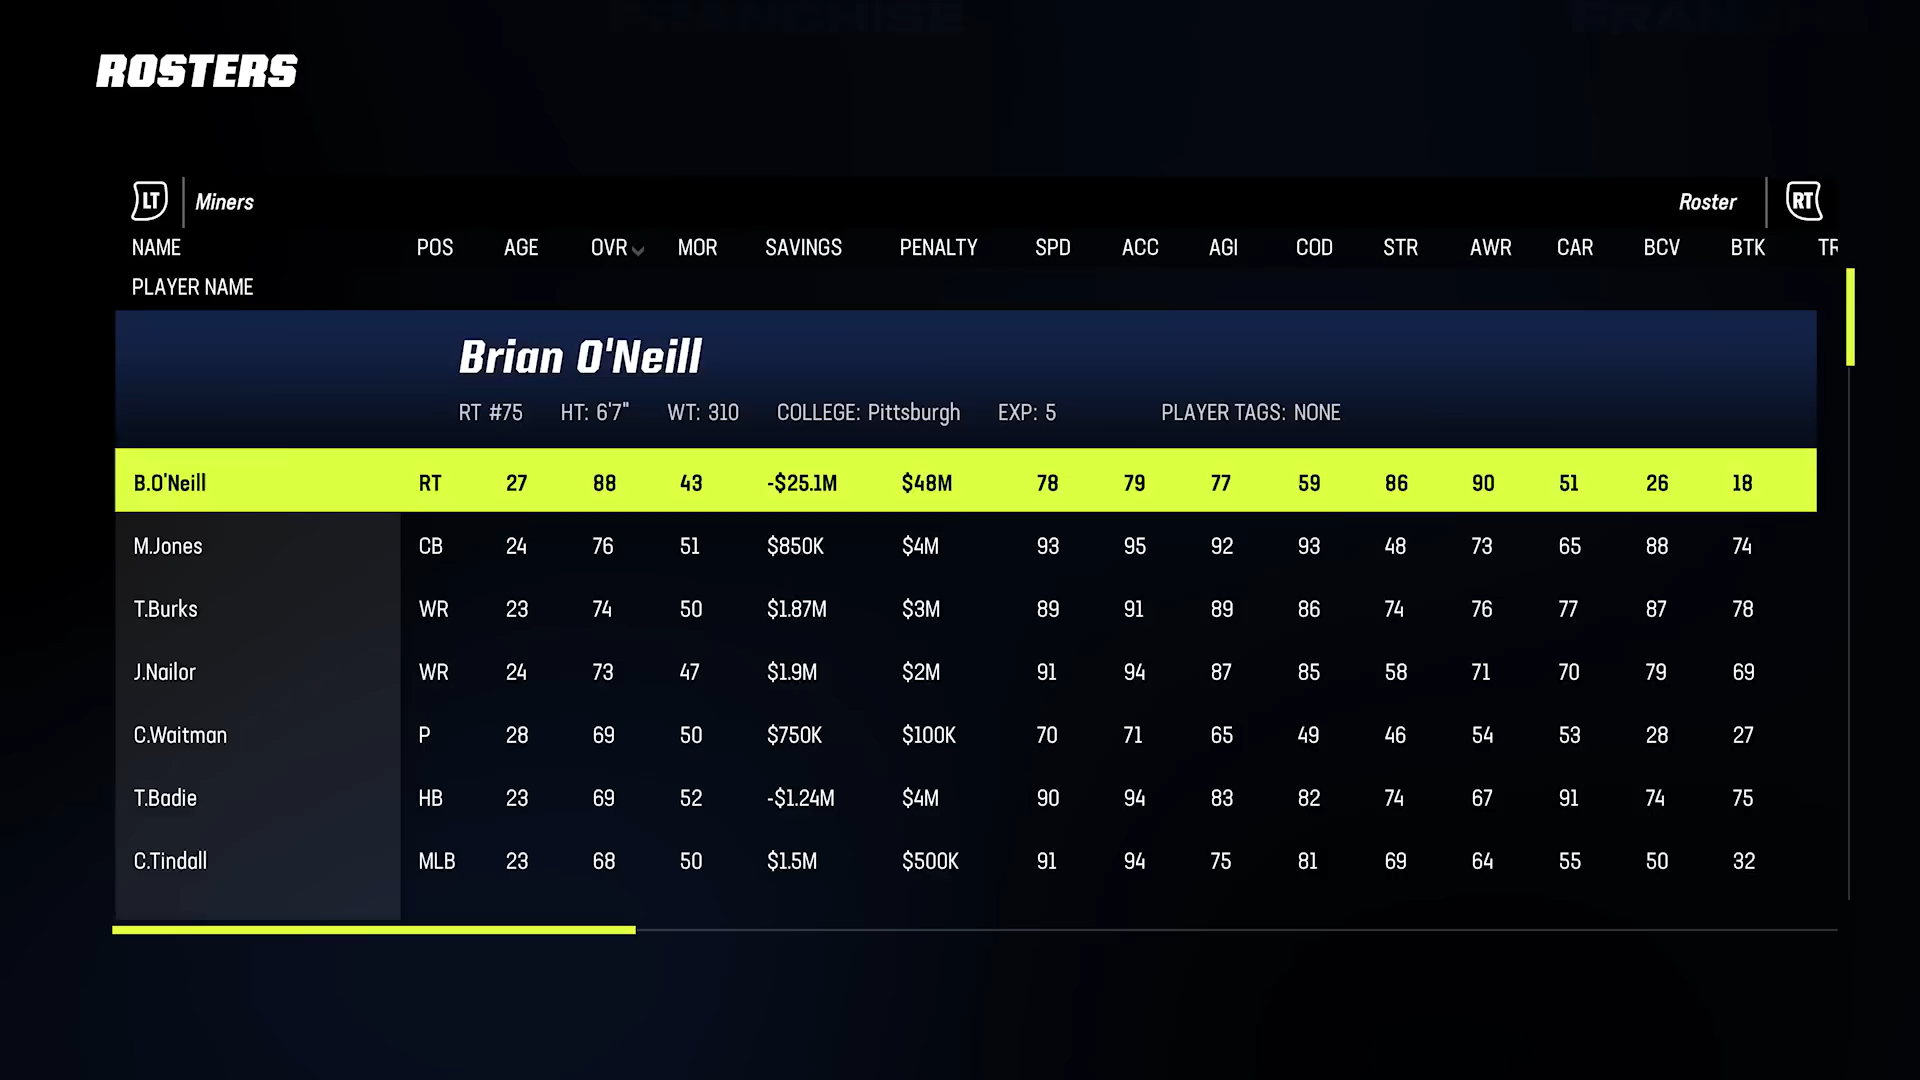 FRANCHISE
ROSTERS
LT Miners Roster RT
NAME POS AGE OVR MOR SAVINGS PENALTY SPD ACC AGI COD STR AWR CAR BCV BTK TR
PLAYER NAME
Brian O'Neill
RT #75 HT: 6'7" WT: 310 COLLEGE: Pittsburgh EXP: 5 PLAYER TAGS: NONE
B.O'Neill RT 27 88 43 -$25.1M $48M 78 79 77 59 86 90 51 26 18
M.Jones CB 24 76 51 $850K $4M 93 95 92 93 48 73 65 88 74
T.Burks WR 23 74 50 $1.87M $3M 89 91 89 86 74 76 77 87 78
J.Nailor WR 24 73 47 $1.9M $2M 91 94 87 85 58 71 70 79 69
C.Waitman P 28 69 50 $750K $100K 70 71 65 49 46 54 53 28 27
T.Badie HB 23 69 52 -$1.24M $4M 90 94 83 82 74 67 91 74 75
C.Tindall MLB 23 68 50 $1.5M $500K 91 94 75 81 69 64 55 50 32